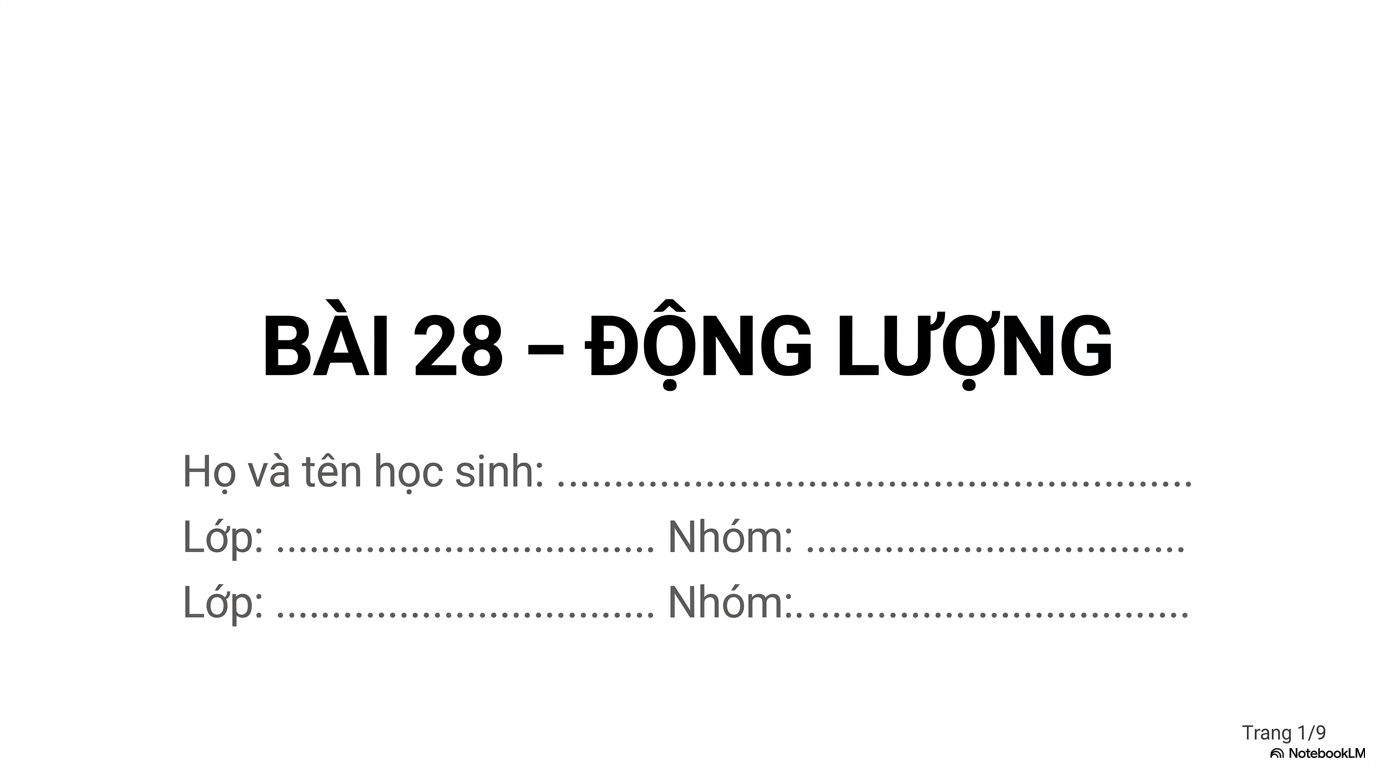 BÀI 28 – ĐỘNG LƯỢNG
Họ và tên học sinh: .......................................................
Lớp: ................................. Nhóm: .................................
Lớp: ................................. Nhóm:..................................
Trang 1/9
NotebookLM